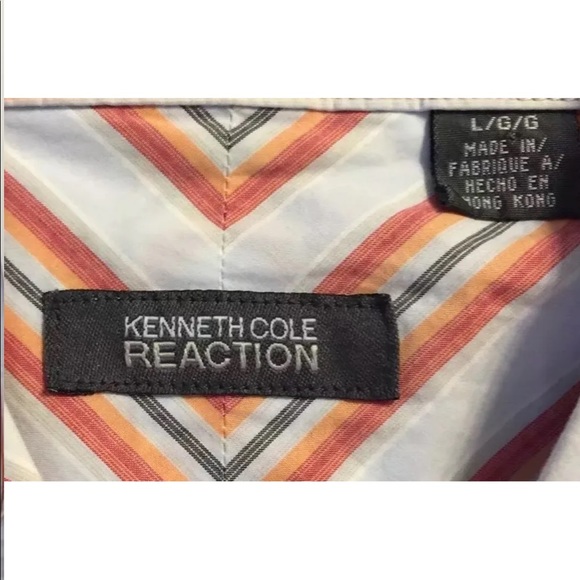 L/G/G
MADE IN/
FABRIQUE A/
HECHO EN
HONG KONG
KENNETH COLE
REACTION